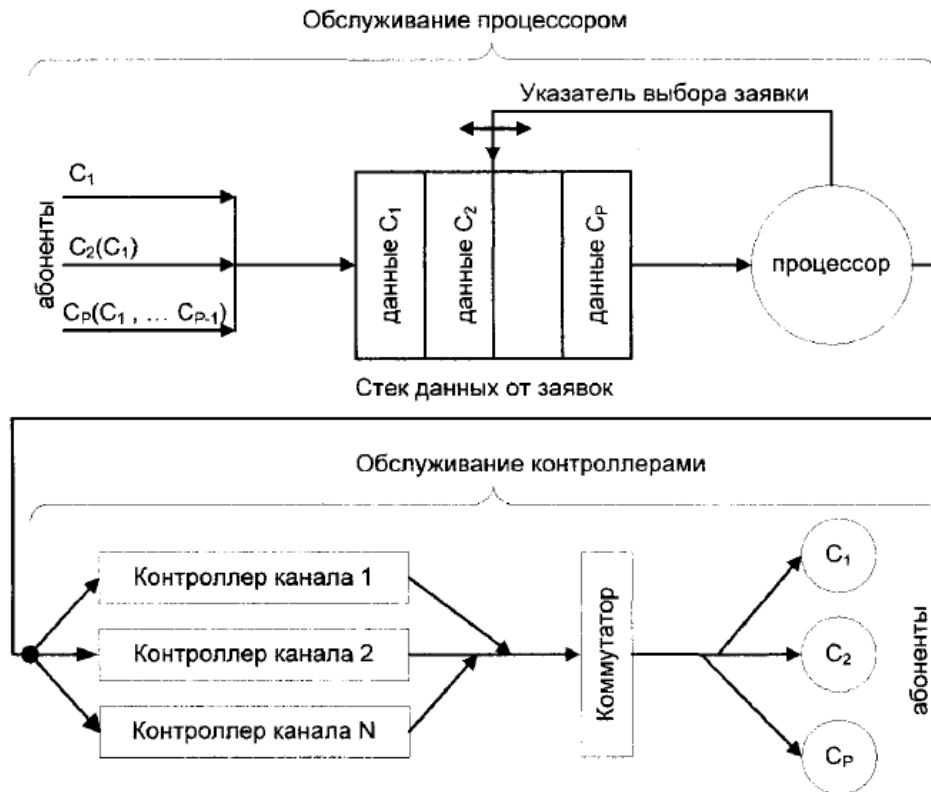 Обслуживание процессором
Указатель выбора заявки
абоненты
C₁
C₂(C₁)
Cₚ(C₁ , ... Cₚ₋₁)
данные C₁
данные C₂
данные Cₚ
процессор
Стек данных от заявок
Обслуживание контроллерами
Контроллер канала 1
Контроллер канала 2
Контроллер канала N
Коммутатор
C₁
C₂
Cₚ
абоненты